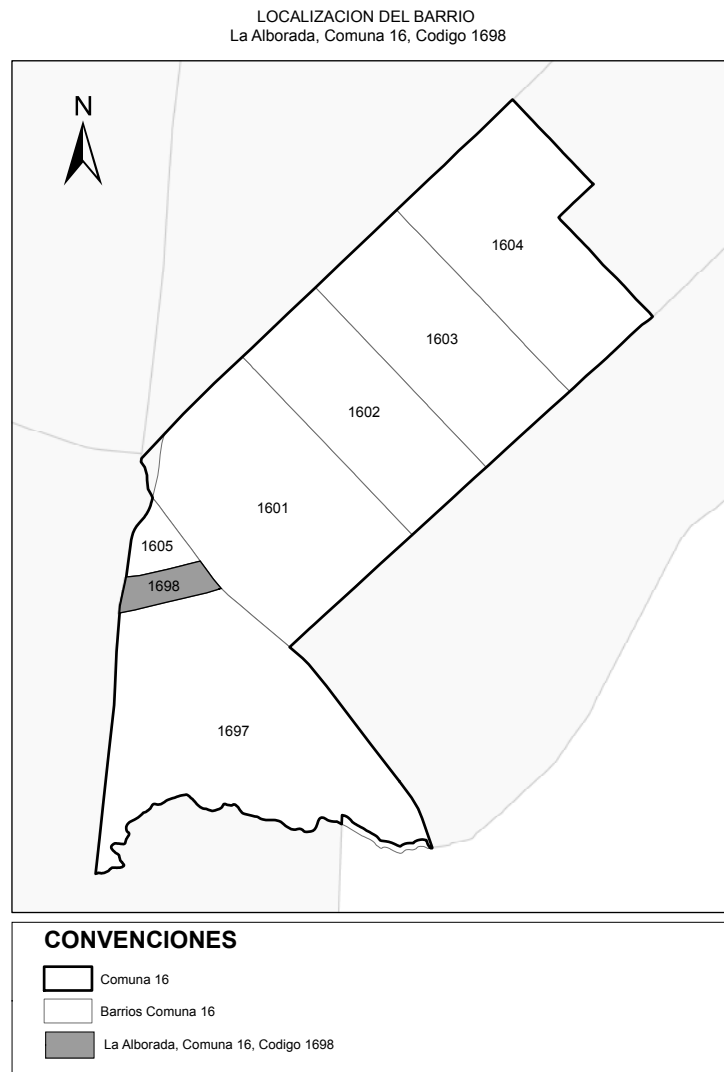 LOCALIZACION DEL BARRIO
La Alborada, Comuna 16, Codigo 1698
N
1604
1603
1602
1601
1605
1698
1697
CONVENCIONES
Comuna 16
Barrios Comuna 16
La Alborada, Comuna 16, Codigo 1698